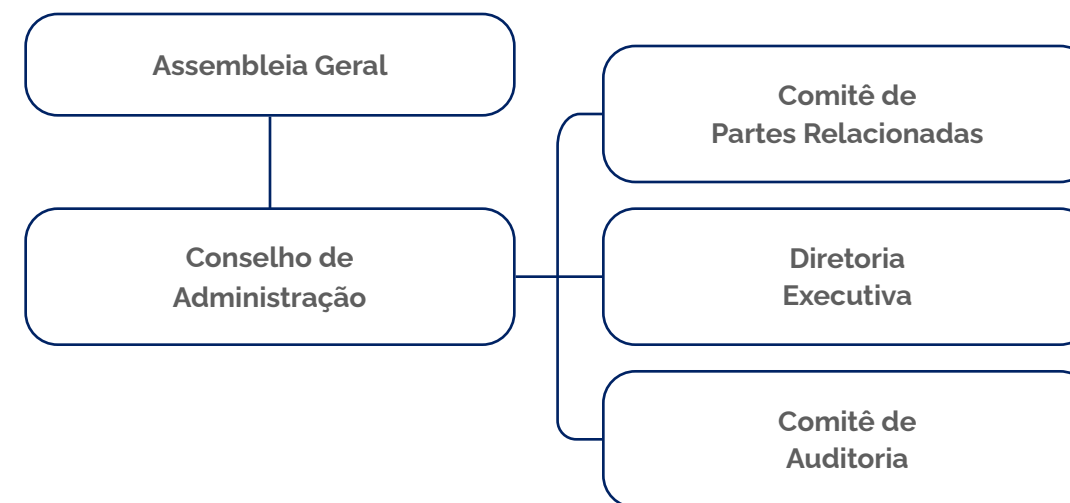 Assembleia Geral
Conselho de
Administração
Comitê de
Partes Relacionadas
Diretoria
Executiva
Comitê de
Auditoria